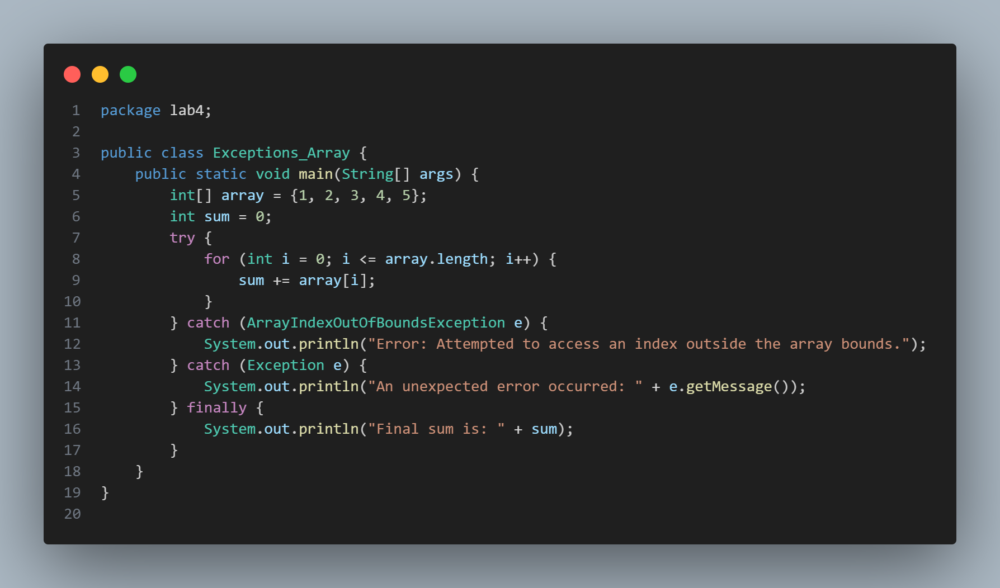 1 package lab4;
2
3 public class Exceptions_Array {
4     public static void main(String[] args) {
5         int[] array = {1, 2, 3, 4, 5};
6         int sum = 0;
7         try {
8             for (int i = 0; i <= array.length; i++) {
9                 sum += array[i];
10             }
11         } catch (ArrayIndexOutOfBoundsException e) {
12             System.out.println("Error: Attempted to access an index outside the array bounds.");
13         } catch (Exception e) {
14             System.out.println("An unexpected error occurred: " + e.getMessage());
15         } finally {
16             System.out.println("Final sum is: " + sum);
17         }
18     }
19 }
20